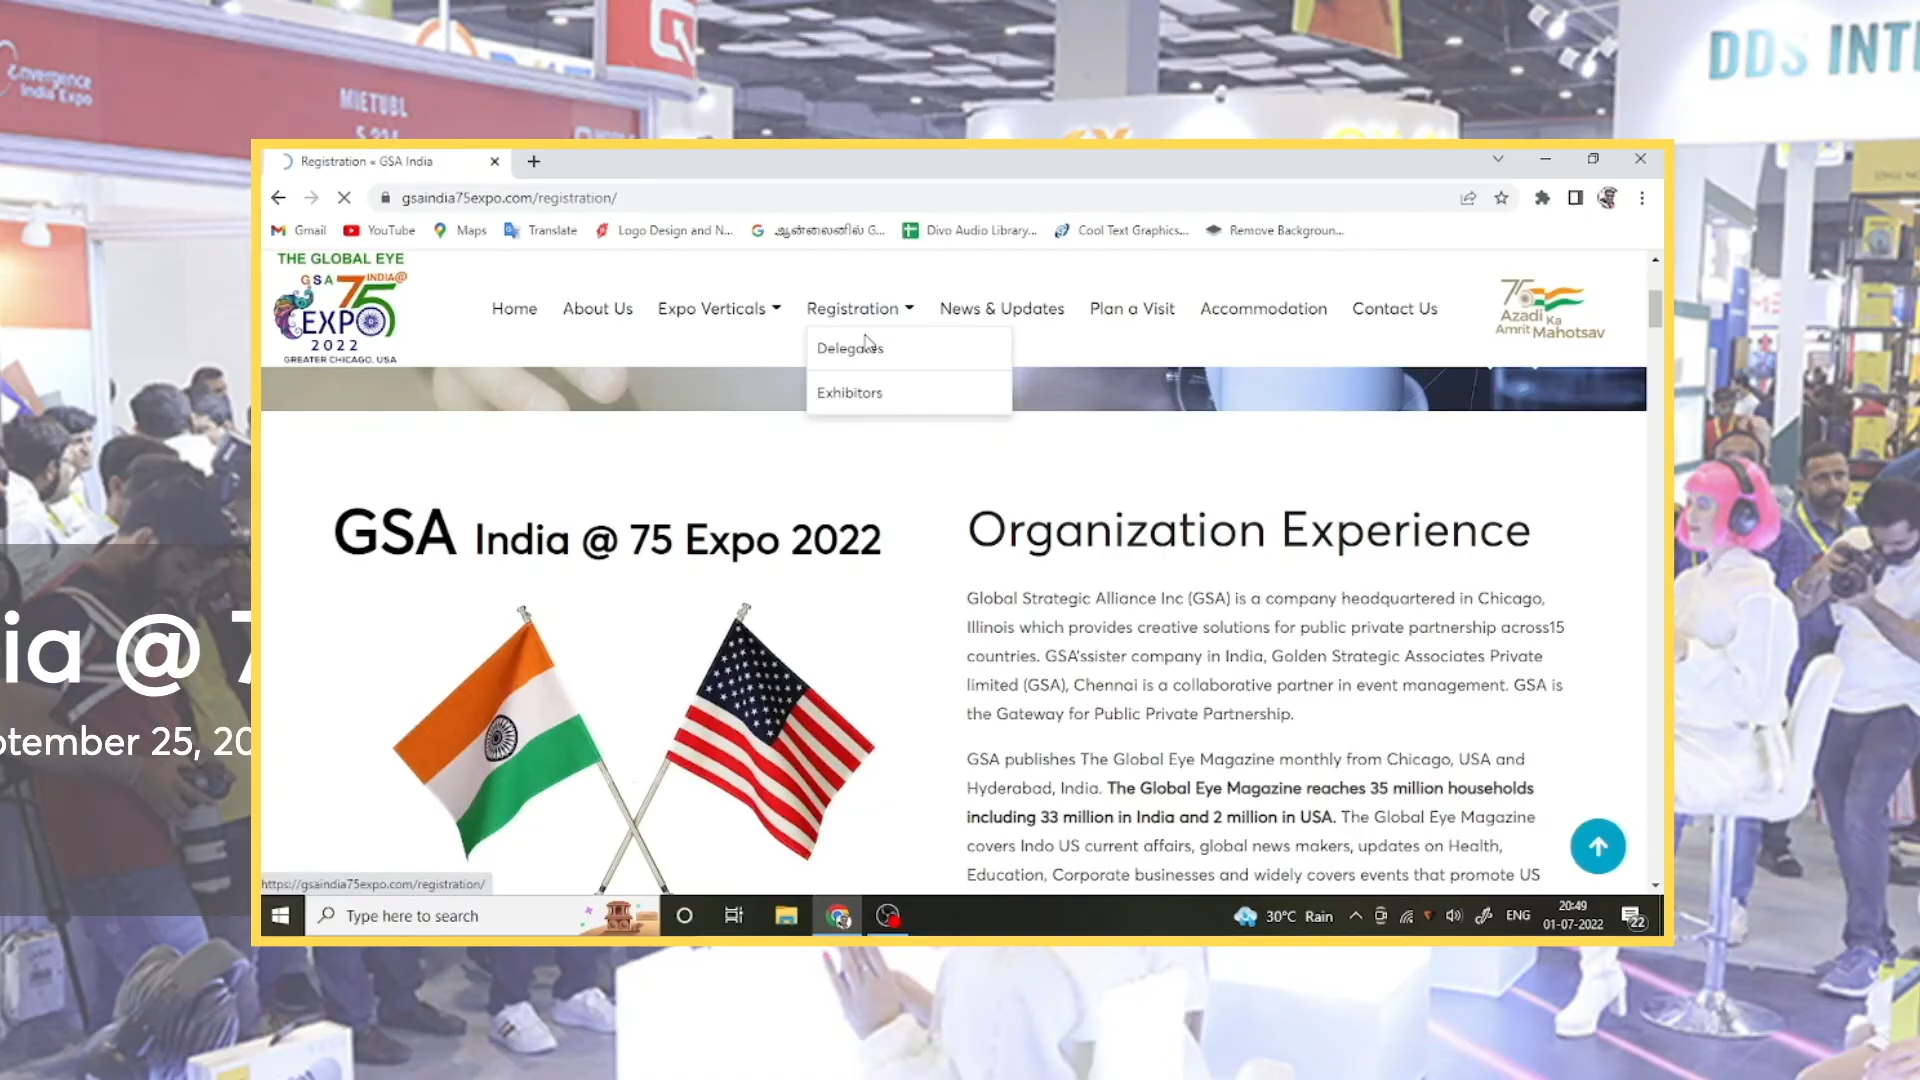 nvergence
India Expo
MIETUBL
DDS INT
Registration « GSA India
gsaindia75expo.com/registration/
Gmail YouTube Maps Translate Logo Design and N... ஆன்லைனில் G... Divo Audio Library... Cool Text Graphics... Remove Backgroun...
THE GLOBAL EYE
GSA 75 INDIA@
EXPO
2022
GREATER CHICAGO, USA
Home About Us Expo Verticals Registration News & Updates Plan a Visit Accommodation Contact Us
75
Azadi Ka
Amrit Mahotsav
Delegates
Exhibitors
GSA India @ 75 Expo 2022
Organization Experience
Global Strategic Alliance Inc (GSA) is a company headquartered in Chicago,
Illinois which provides creative solutions for public private partnership across15
countries. GSA'ssister company in India, Golden Strategic Associates Private
limited (GSA), Chennai is a collaborative partner in event management. GSA is
the Gateway for Public Private Partnership.
GSA publishes The Global Eye Magazine monthly from Chicago, USA and
Hyderabad, India. The Global Eye Magazine reaches 35 million households
including 33 million in India and 2 million in USA. The Global Eye Magazine
covers Indo US current affairs, global news makers, updates on Health,
Education, Corporate businesses and widely covers events that promote US
ia @ 7
ptember 25, 20
https://gsaindia75expo.com/registration/
Type here to search
30°C Rain
ENG
20:49
01-07-2022
22